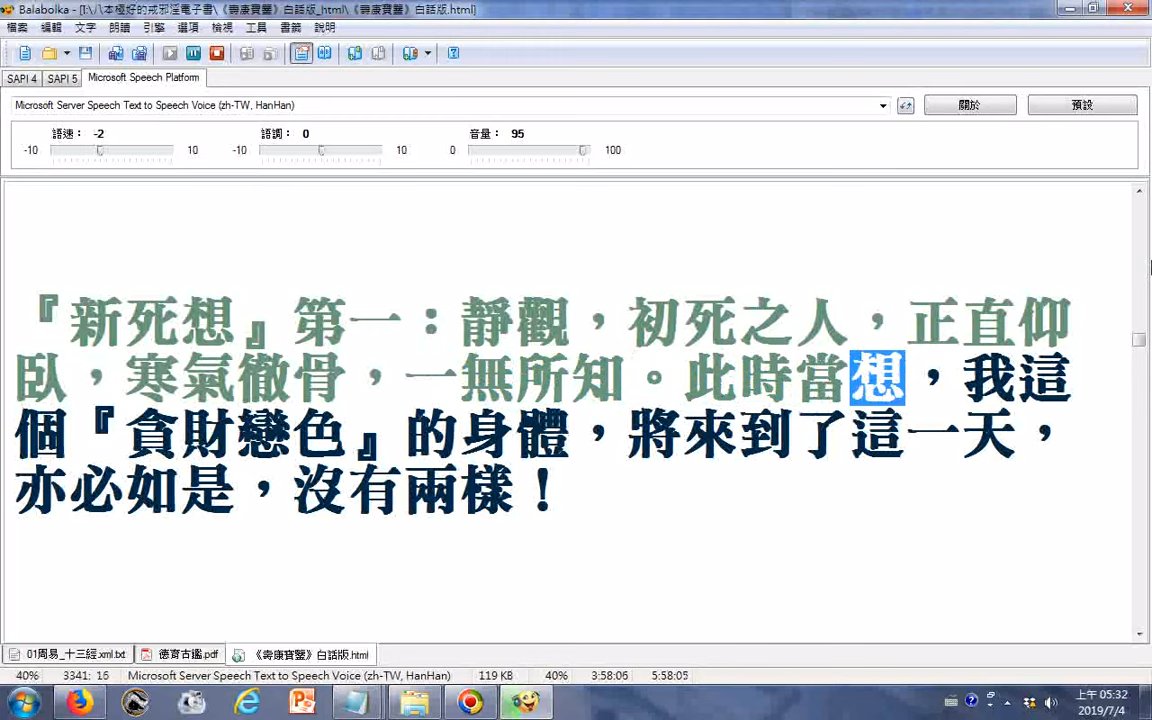 Balabolka - [I:\八本極好的戒邪淫電子書\《壽康寶鑒》白話版_html\《壽康寶鑒》白話版.html]
檔案 編輯 文字 朗讀 引擎 選項 檢視 工具 書籤 說明
SAPI 4 SAPI 5 Microsoft Speech Platform
Microsoft Server Speech Text to Speech Voice (zh-TW, HanHan) 關於 預設
語速： -2 語調： 0 音量： 95
-10 10 -10 10 0 100
『新死想』第一：靜觀，初死之人，正直仰
臥，寒氣徹骨，一無所知。此時當想，我這
個『貪財戀色』的身體，將來到了這一天，
亦必如是，沒有兩樣！
01周易_十三經.xml.txt 德育古鑑.pdf 《壽康寶鑒》白話版.html
40% 3341: 16 Microsoft Server Speech Text to Speech Voice (zh-TW, HanHan) 119 KB 40% 3:58:06 5:58:05
上午 05:32
2019/7/4